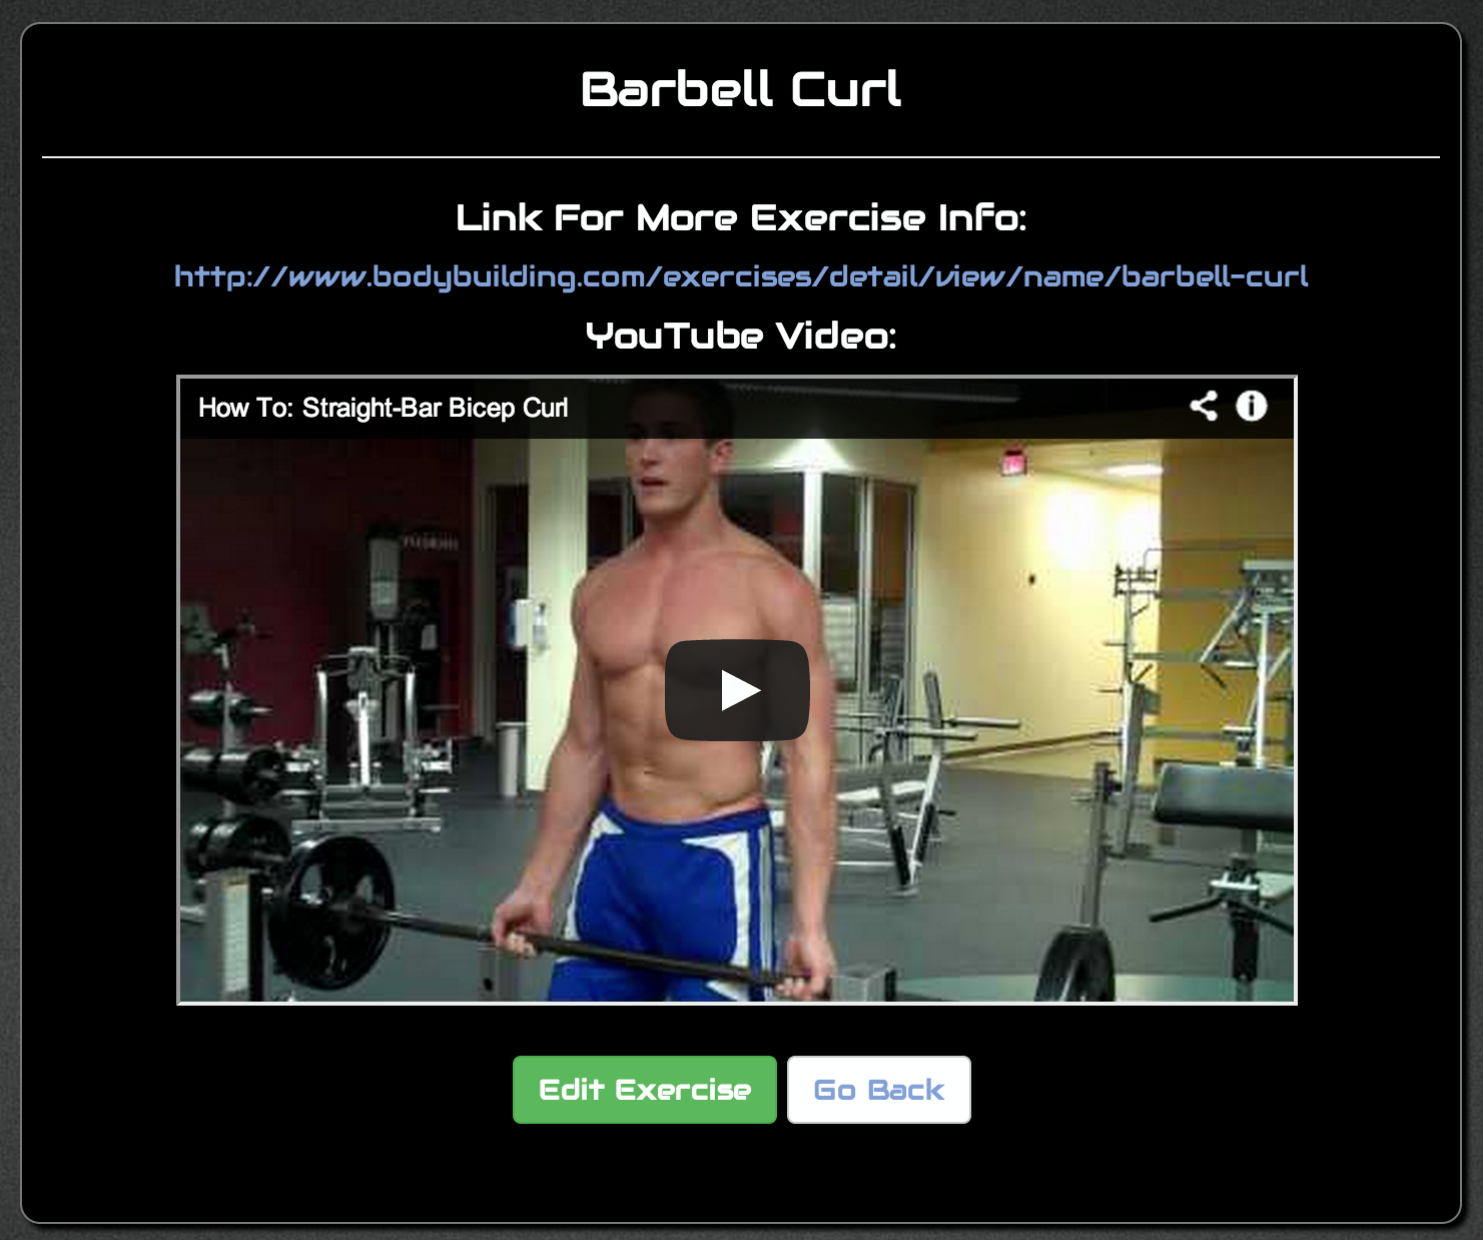 Barbell Curl
Link For More Exercise Info:
http://www.bodybuilding.com/exercises/detail/view/name/barbell-curl
YouTube Video:
How To: Straight-Bar Bicep Curl
Edit Exercise
Go Back